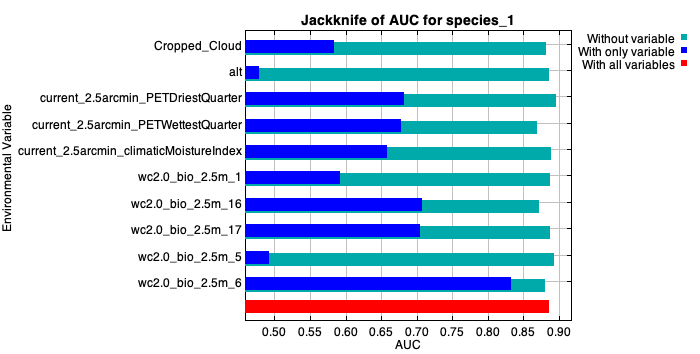 Jackknife of AUC for species_1
Without variable
With only variable
With all variables
Environmental Variable
Cropped_Cloud
alt
current_2.5arcmin_PETDriestQuarter
current_2.5arcmin_PETWettestQuarter
current_2.5arcmin_climaticMoistureIndex
wc2.0_bio_2.5m_1
wc2.0_bio_2.5m_16
wc2.0_bio_2.5m_17
wc2.0_bio_2.5m_5
wc2.0_bio_2.5m_6
0.50 0.55 0.60 0.65 0.70 0.75 0.80 0.85 0.90
AUC